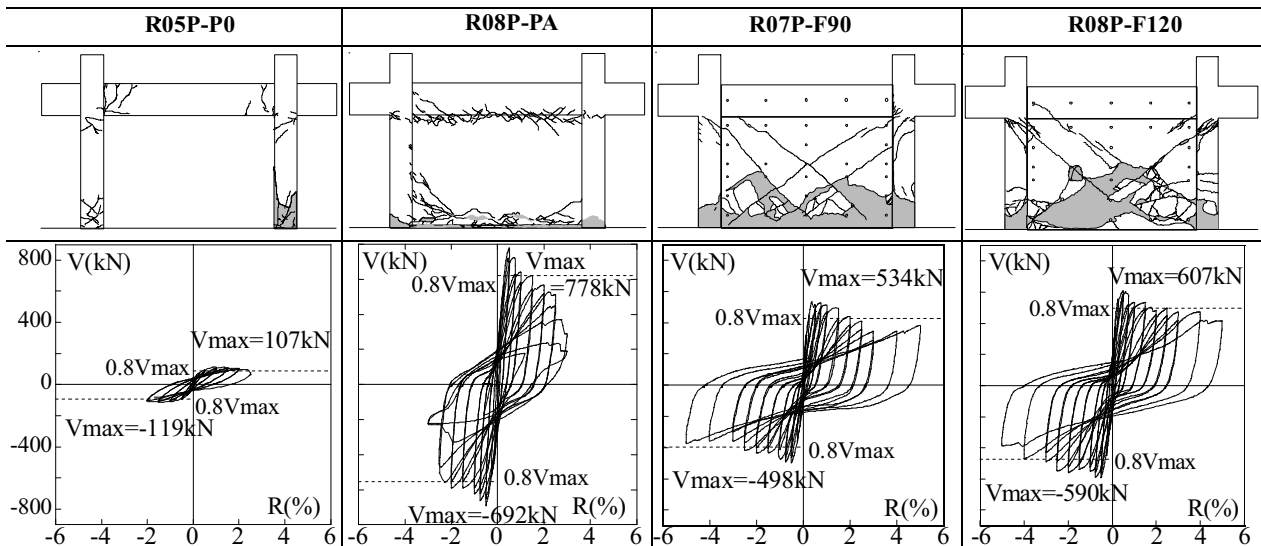 R05P-P0 R08P-PA R07P-F90 R08P-F120
800
400
0
-400
-800
V(kN)
Vmax=107kN
0.8Vmax
0.8Vmax
Vmax=-119kN
R(%)
-6 -4 -2 0 2 4 6
V(kN)
Vmax
=778kN
0.8Vmax
0.8Vmax
Vmax=-692kN
R(%)
-6 -4 -2 0 2 4 6
V(kN)
Vmax=534kN
0.8Vmax
0.8Vmax
Vmax=-498kN
R(%)
-6 -4 -2 0 2 4 6
V(kN)
Vmax=607kN
0.8Vmax
0.8Vmax
Vmax=-590kN
R(%)
-6 -4 -2 0 2 4 6